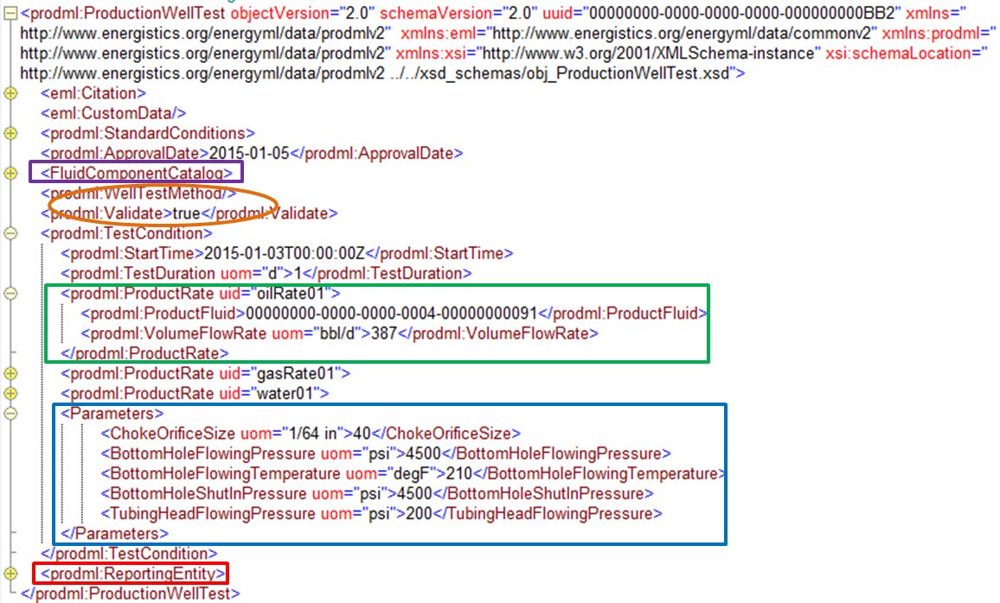 <prodml:ProductionWellTest objectVersion="2.0" schemaVersion="2.0" uuid="00000000-0000-0000-0000-000000000BB2" xmlns="
http://www.energistics.org/energyml/data/prodmlv2"  xmlns:eml="http://www.energistics.org/energyml/data/commonv2" xmlns:prodml="
http://www.energistics.org/energyml/data/prodmlv2" xmlns:xsi="http://www.w3.org/2001/XMLSchema-instance" xsi:schemaLocation="
http://www.energistics.org/energyml/data/prodmlv2 ../../xsd_schemas/obj_ProductionWellTest.xsd">
<eml:Citation>
<eml:CustomData/>
<prodml:StandardConditions>
<prodml:ApprovalDate>2015-01-05</prodml:ApprovalDate>
<FluidComponentCatalog>
<prodml:WellTestMethod/>
<prodml:Validate>true</prodml:Validate>
<prodml:TestCondition>
<prodml:StartTime>2015-01-03T00:00:00Z</prodml:StartTime>
<prodml:TestDuration uom="d">1</prodml:TestDuration>
<prodml:ProductRate uid="oilRate01">
<prodml:ProductFluid>00000000-0000-0000-0004-00000000091</prodml:ProductFluid>
<prodml:VolumeFlowRate uom="bbl/d">387</prodml:VolumeFlowRate>
</prodml:ProductRate>
<prodml:ProductRate uid="gasRate01">
<prodml:ProductRate uid="water01">
<Parameters>
<ChokeOrificeSize uom="1/64 in">40</ChokeOrificeSize>
<BottomHoleFlowingPressure uom="psi">4500</BottomHoleFlowingPressure>
<BottomHoleFlowingTemperature uom="degF">210</BottomHoleFlowingTemperature>
<BottomHoleShutInPressure uom="psi">4500</BottomHoleShutInPressure>
<TubingHeadFlowingPressure uom="psi">200</TubingHeadFlowingPressure>
</Parameters>
</prodml:TestCondition>
<prodml:ReportingEntity>
</prodml:ProductionWellTest>